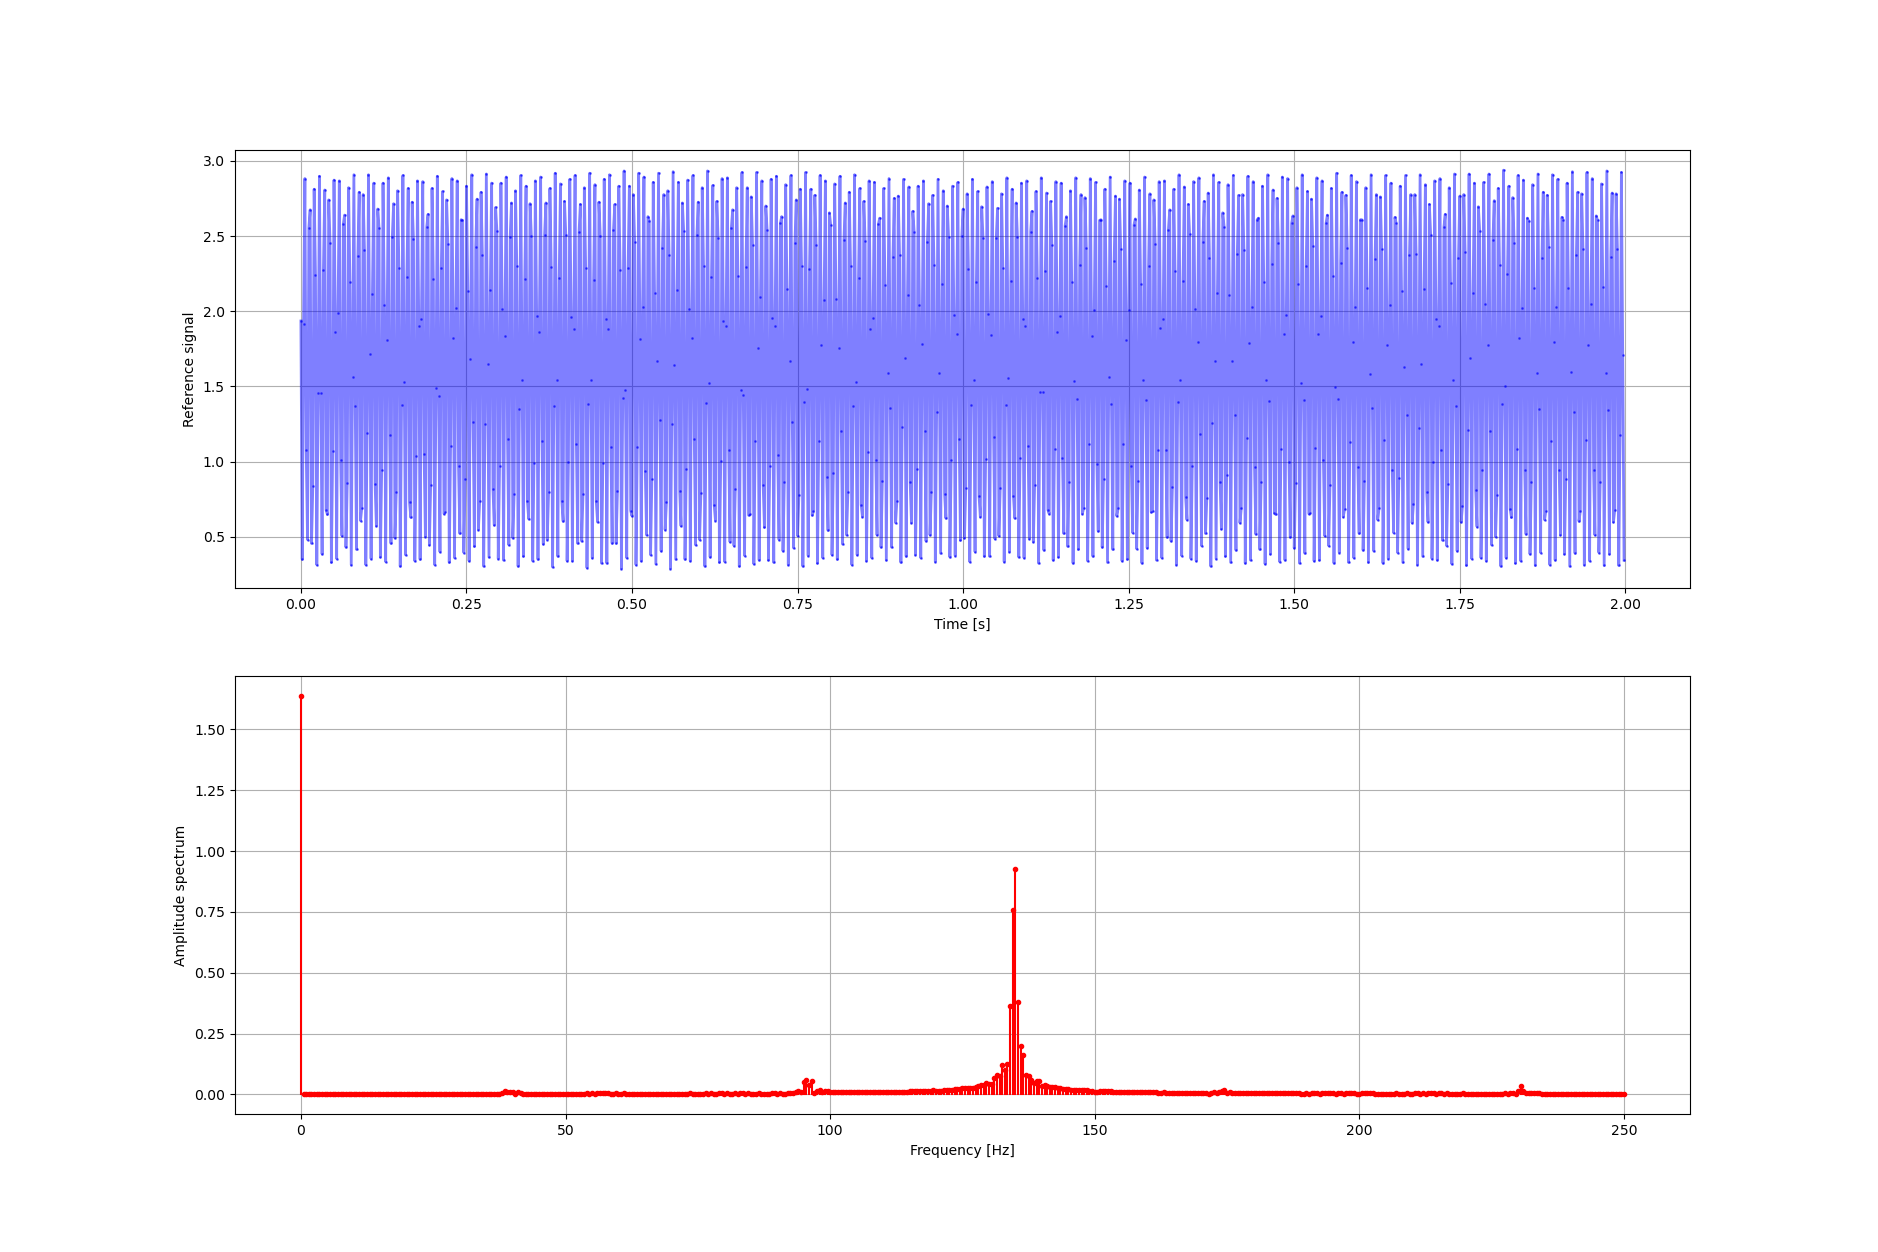 3.0
2.5
2.0
1.5
1.0
0.5
Reference signal
0.00 0.25 0.50 0.75 1.00 1.25 1.50 1.75 2.00
Time [s]
1.50
1.25
1.00
0.75
0.50
0.25
0.00
Amplitude spectrum
0 50 100 150 200 250
Frequency [Hz]